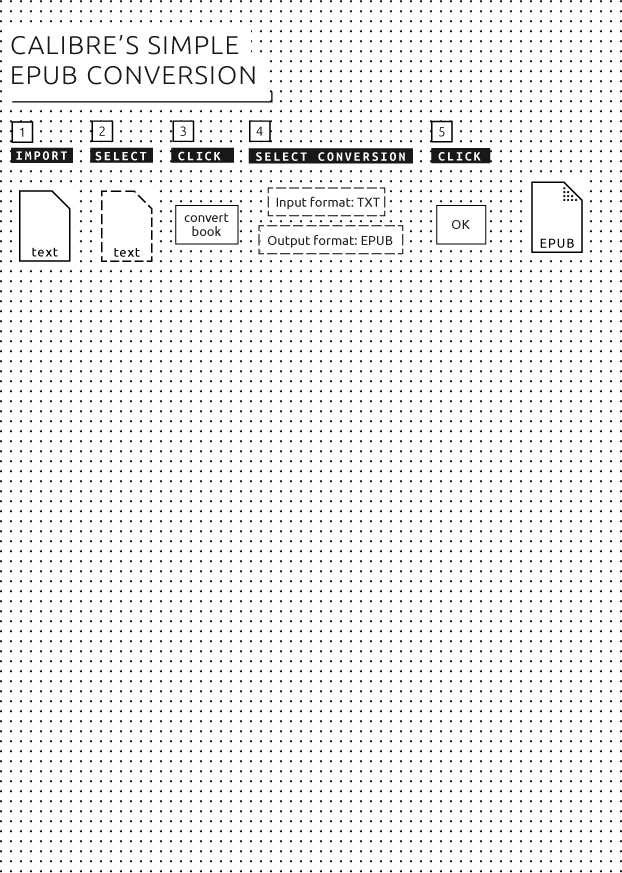 CALIBRE’S SIMPLE
EPUB CONVERSION
1 2 3 4 5
IMPORT SELECT CLICK SELECT CONVERSION CLICK
text
text
convert
book
Input format: TXT
Output format: EPUB
OK
EPUB